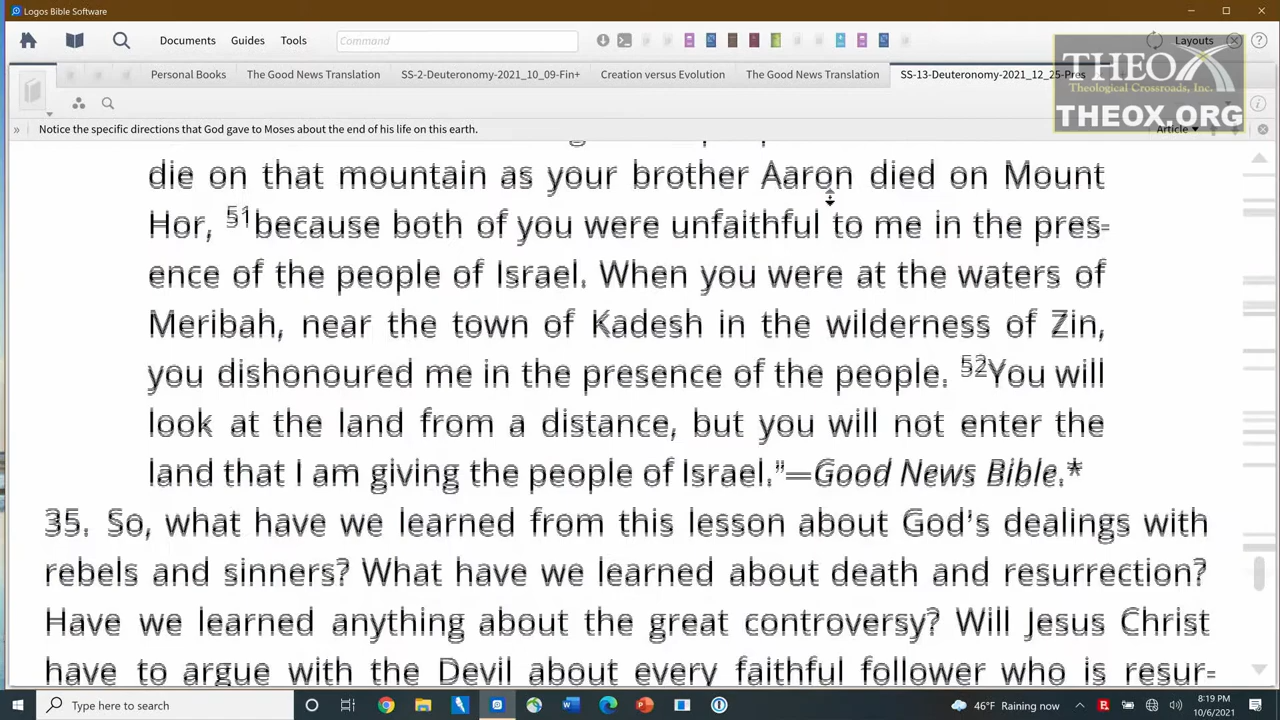 Logos Bible Software
Documents Guides Tools Command Layouts
Personal Books The Good News Translation SS-2-Deuteronomy-2021_10_09-Fin+ Creation versus Evolution The Good News Translation SS-13-Deuteronomy-2021_12_25-Pres
THEOX
Theological Crossroads, Inc.
THEOX.ORG
» Notice the specific directions that God gave to Moses about the end of his life on this earth. Article
die on that mountain as your brother Aaron died on Mount
Hor, 51because both of you were unfaithful to me in the pres-
ence of the people of Israel. When you were at the waters of
Meribah, near the town of Kadesh in the wilderness of Zin,
you dishonoured me in the presence of the people. 52You will
look at the land from a distance, but you will not enter the
land that I am giving the people of Israel.”—Good News Bible.*
35. So, what have we learned from this lesson about God’s dealings with
rebels and sinners? What have we learned about death and resurrection?
Have we learned anything about the great controversy? Will Jesus Christ
have to argue with the Devil about every faithful follower who is resur-
Type here to search 46°F Raining now 8:19 PM
10/6/2021